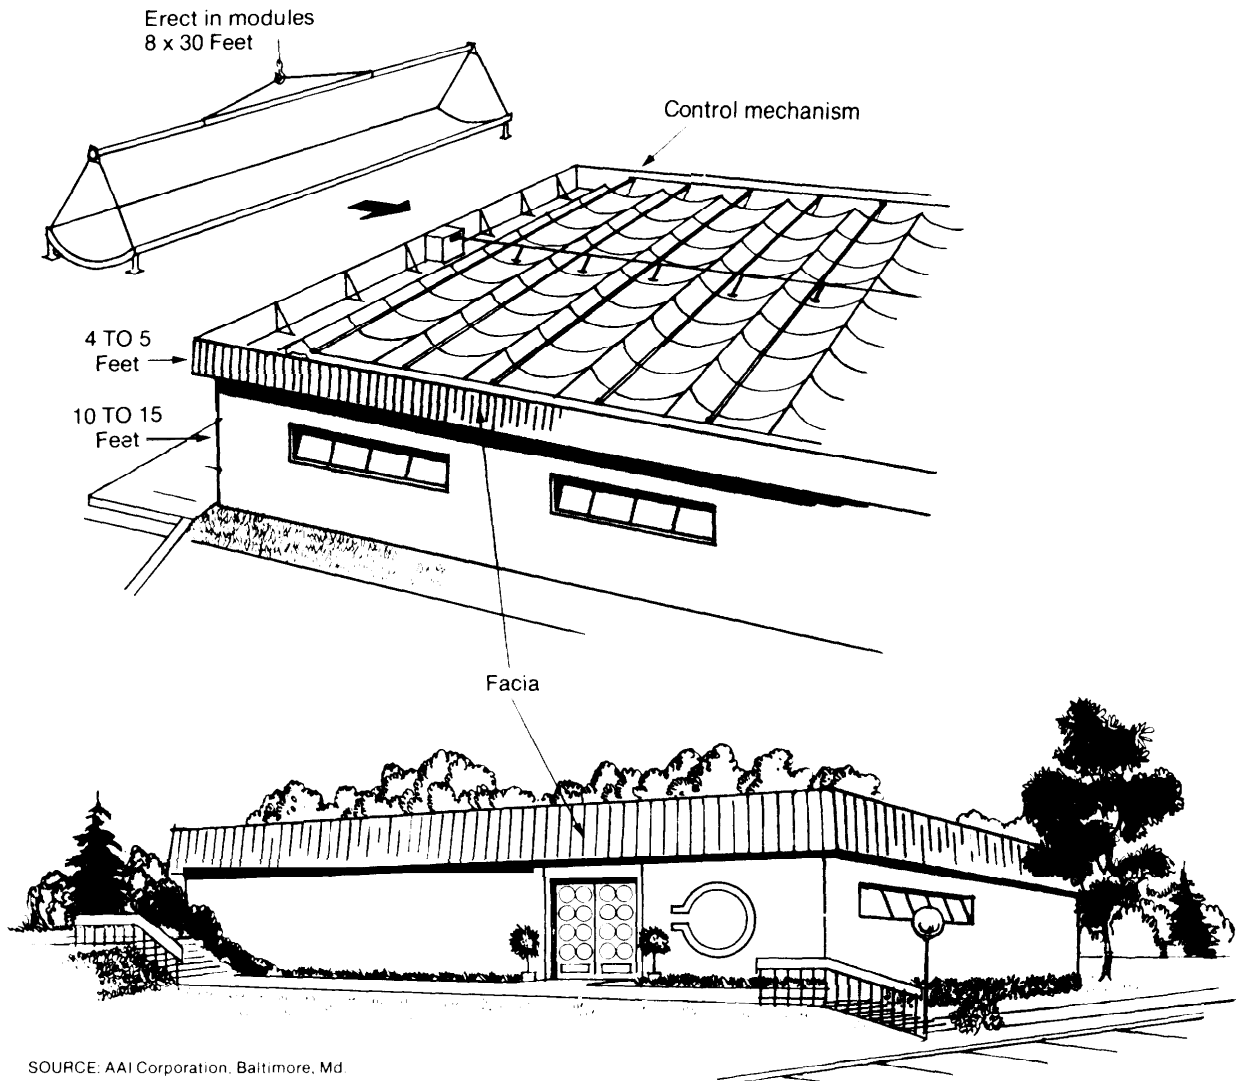 Erect in modules
8 x 30 Feet
Control mechanism
4 TO 5
Feet
10 TO 15
Feet
Facia
SOURCE: AAI Corporation, Baltimore, Md.